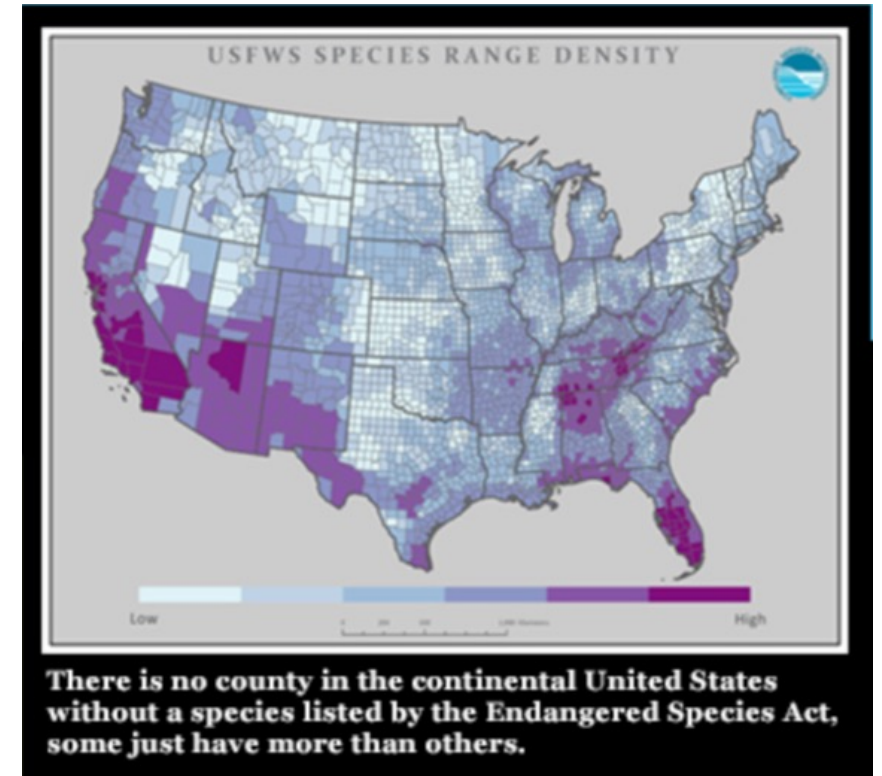 USFWS SPECIES RANGE DENSITY
Low
High
There is no county in the continental United States
without a species listed by the Endangered Species Act,
some just have more than others.